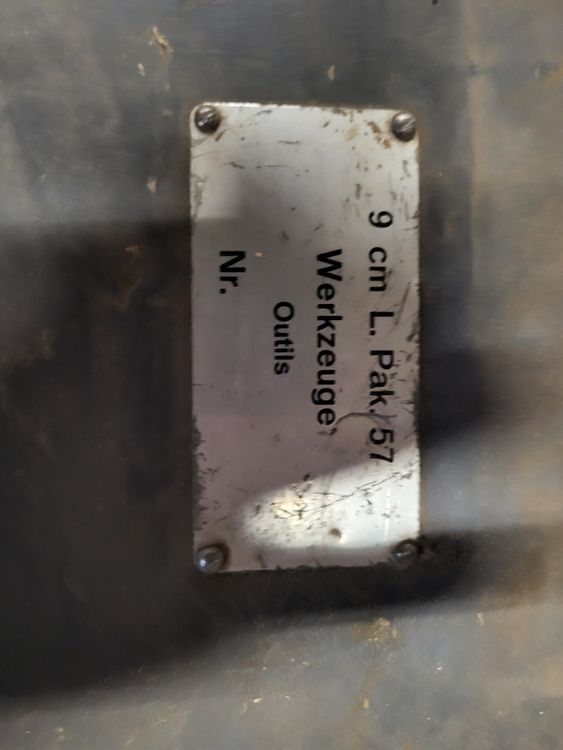 9 cm L. Pak. 57
Werkzeuge
Outils
Nr.